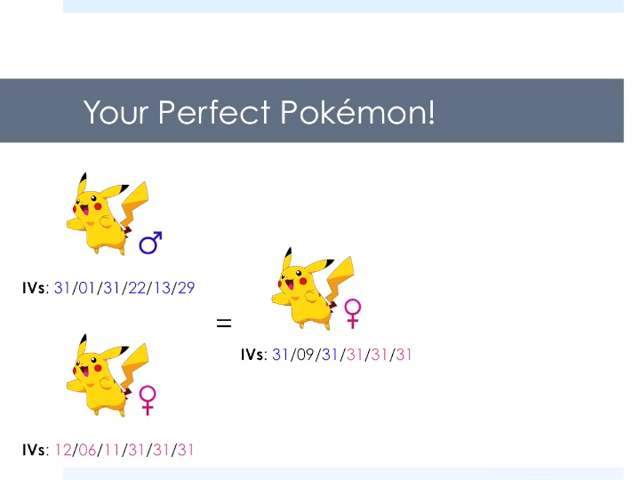 Your Perfect Pokémon!
♂
IVs: 31/01/31/22/13/29
=
♀
IVs: 31/09/31/31/31/31
♀
IVs: 12/06/11/31/31/31